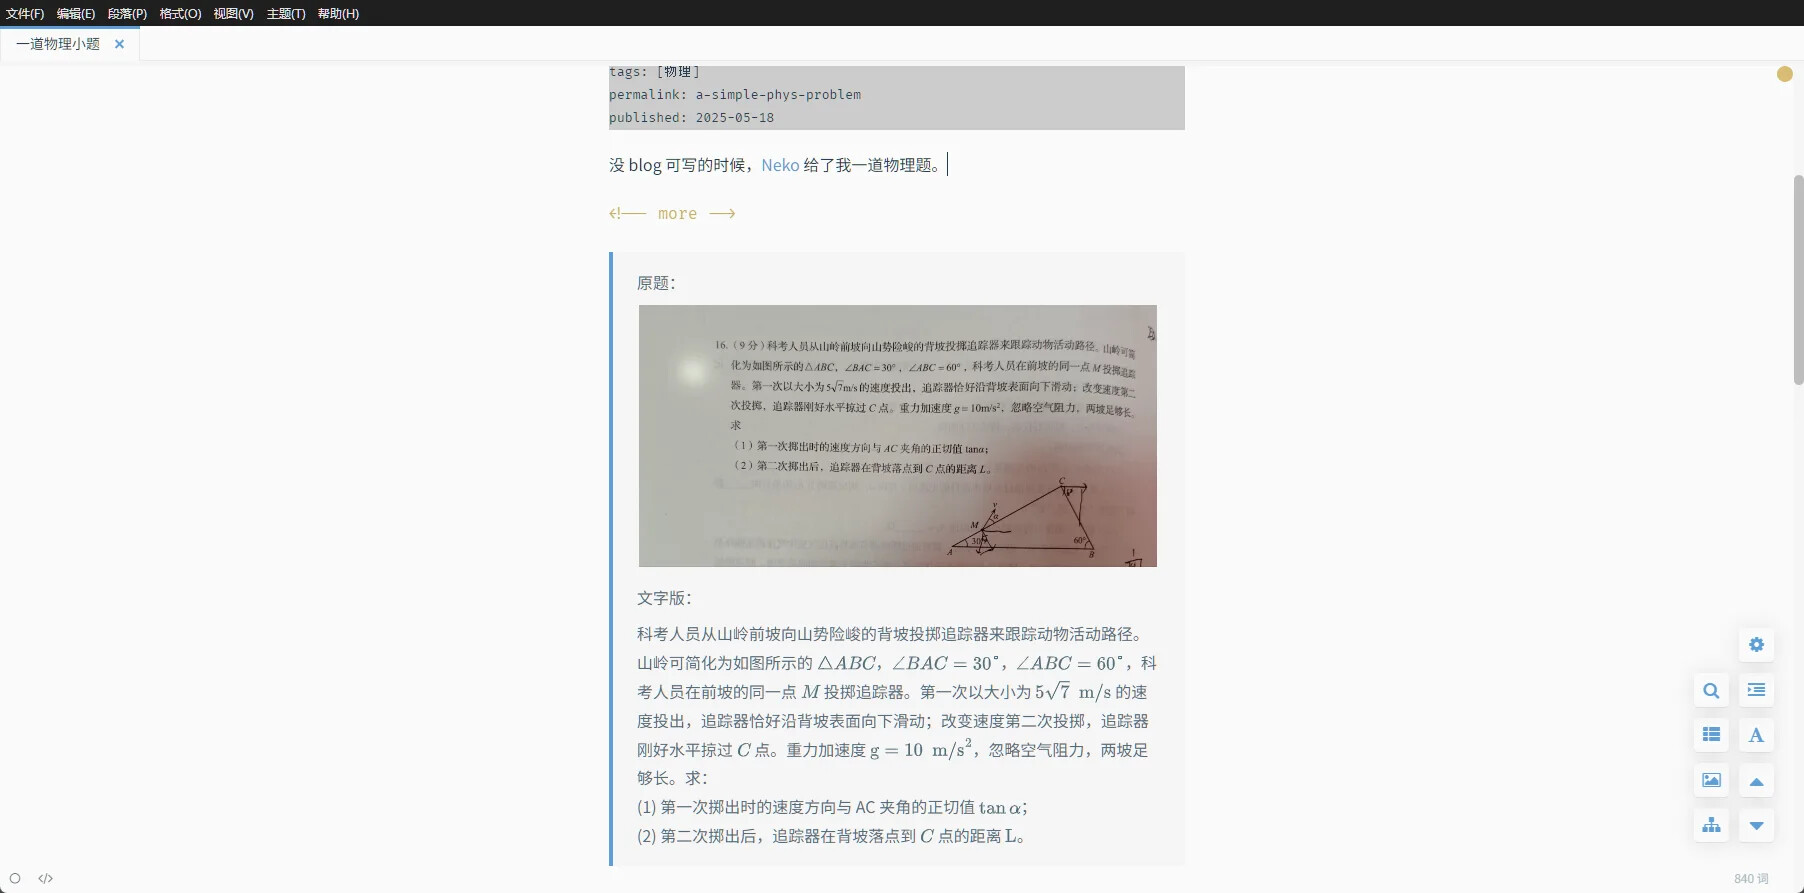 文件(F) 编辑(E) 段落(P) 格式(O) 视图(V) 主题(T) 帮助(H)
一道物理小题 ×
tags: [物理]
permalink: a-simple-phys-problem
published: 2025-05-18
没 blog 可写的时候，Neko 给了我一道物理题。
<!-- more -->
原题：
16.（9 分）科考人员从山岭前坡向山势险峻的背坡投掷追踪器来跟踪动物活动路径。山岭可简
化为如图所示的△ABC，∠BAC＝30°，∠ABC＝60°，科考人员在前坡的同一点 M 投掷追踪
器。第一次以大小为 5√7m/s 的速度投出，追踪器恰好沿背坡表面向下滑动；改变速度第二
次投掷，追踪器刚好水平掠过 C 点。重力加速度 g＝10m/s²，忽略空气阻力，两坡足够长。
求
（1）第一次掷出时的速度方向与 AC 夹角的正切值 tanα；
（2）第二次掷出后，追踪器在背坡落点到 C 点的距离 L。
C
v
α
M
30°
60°
A
B
文字版：
科考人员从山岭前坡向山势险峻的背坡投掷追踪器来跟踪动物活动路径。
山岭可简化为如图所示的 △ABC，∠BAC = 30°，∠ABC = 60°，科
考人员在前坡的同一点 M 投掷追踪器。第一次以大小为 5√7 m/s 的速
度投出，追踪器恰好沿背坡表面向下滑动；改变速度第二次投掷，追踪器
刚好水平掠过 C 点。重力加速度 g = 10 m/s²，忽略空气阻力，两坡足
够长。求：
(1) 第一次掷出时的速度方向与 AC 夹角的正切值 tan α；
(2) 第二次掷出后，追踪器在背坡落点到 C 点的距离 L。
840 词